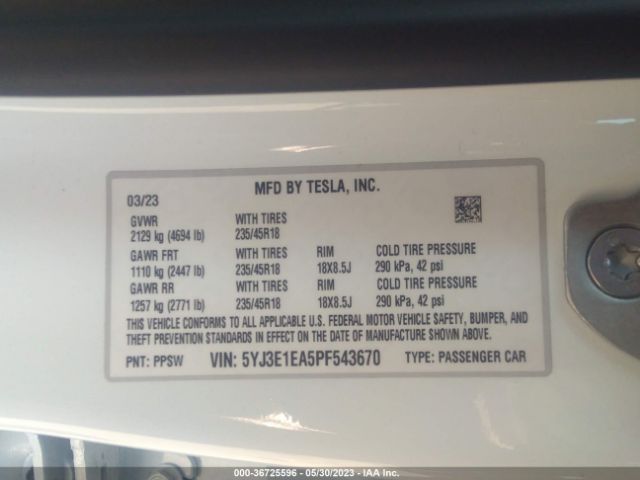 MFD BY TESLA, INC.
03/23
GVWR WITH TIRES
2129 kg (4694 lb) 235/45R18
GAWR FRT WITH TIRES RIM COLD TIRE PRESSURE
1110 kg (2447 lb) 235/45R18 18X8.5J 290 kPa, 42 psi
GAWR RR WITH TIRES RIM COLD TIRE PRESSURE
1257 kg (2771 lb) 235/45R18 18X8.5J 290 kPa, 42 psi
THIS VEHICLE CONFORMS TO ALL APPLICABLE U.S. FEDERAL MOTOR VEHICLE SAFETY, BUMPER, AND
THEFT PREVENTION STANDARDS IN EFFECT ON THE DATE OF MANUFACTURE SHOWN ABOVE.
PNT: PPSW VIN: 5YJ3E1EA5PF543670 TYPE: PASSENGER CAR
000-36725596 - 05/30/2023 - IAA Inc.